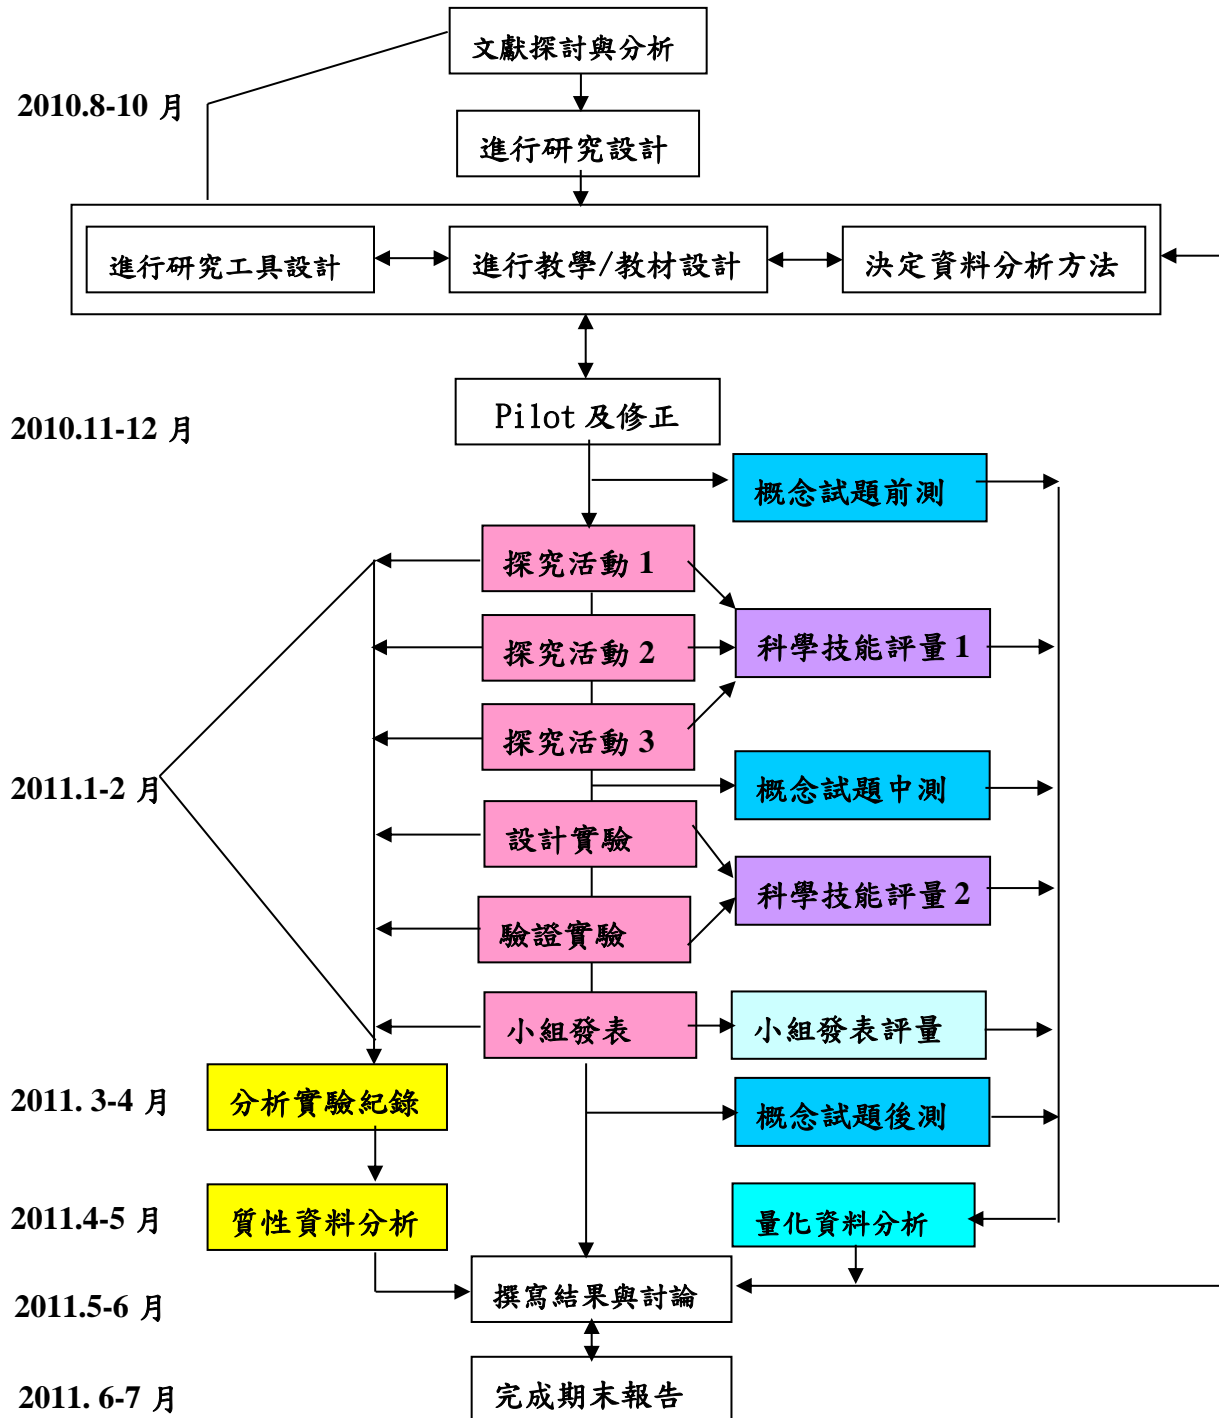 文獻探討與分析
2010.8-10 月
進行研究設計
進行研究工具設計
進行教學/教材設計
決定資料分析方法
Pilot 及修正
2010.11-12 月
概念試題前測
探究活動 1
探究活動 2
科學技能評量 1
探究活動 3
2011.1-2 月
概念試題中測
設計實驗
科學技能評量 2
驗證實驗
小組發表
小組發表評量
2011. 3-4 月
分析實驗紀錄
概念試題後測
2011.4-5 月
質性資料分析
量化資料分析
2011.5-6 月
撰寫結果與討論
2011. 6-7 月
完成期末報告